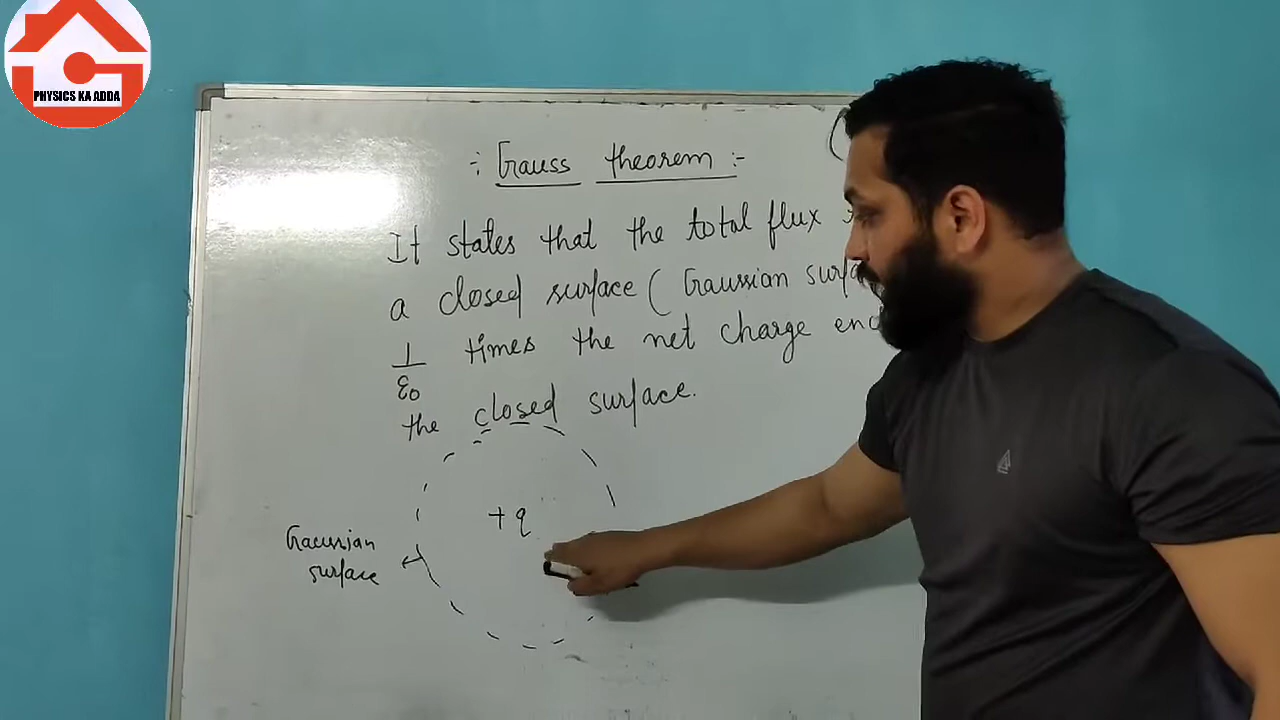 PHYSICS KA ADDA
:- Gauss theorem :-
It states that the total flux
a closed surface ( Gaussian
1/ε0 times the net charge
the closed surface.
+q
Gaussian
surface